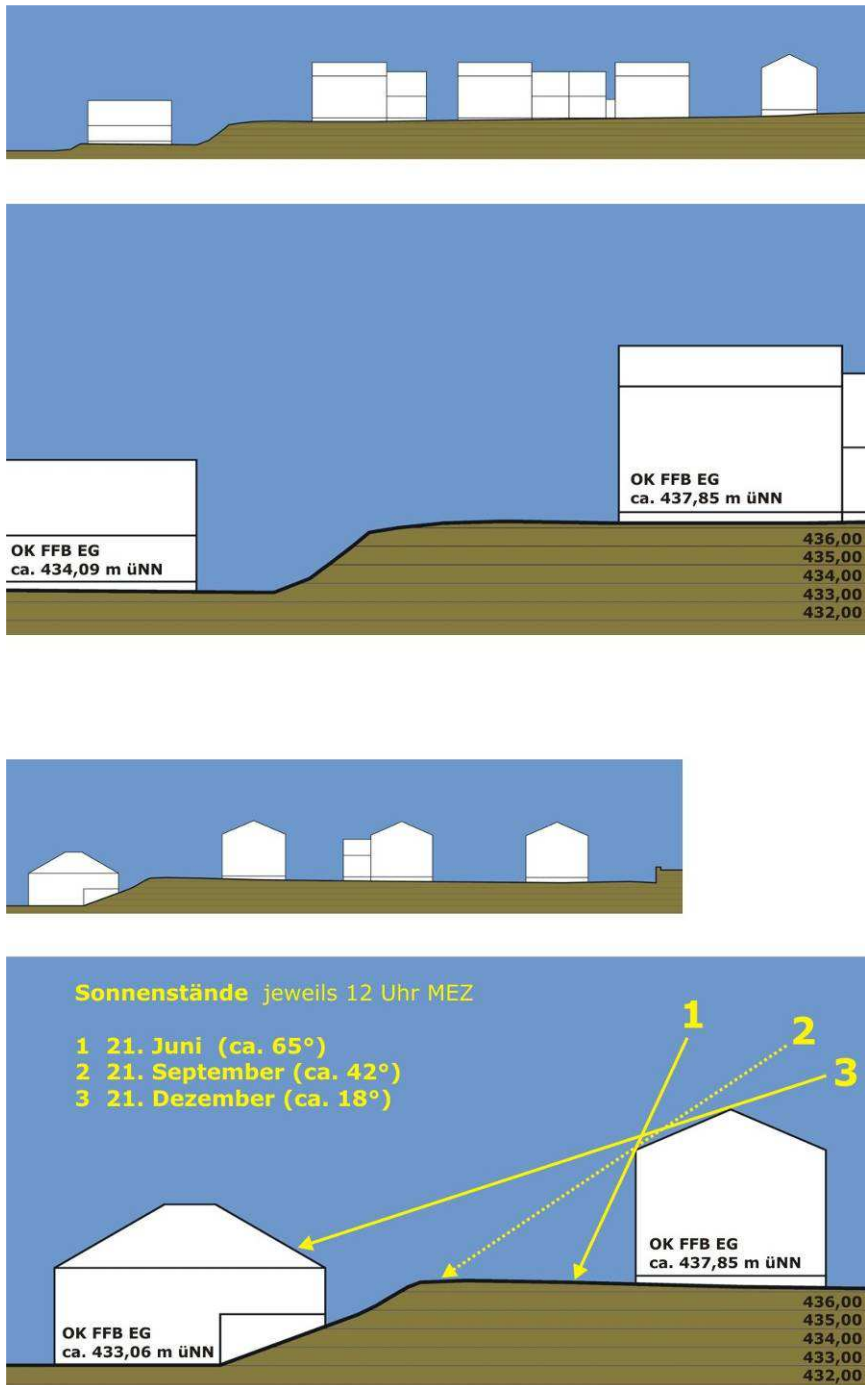 OK FFB EG
ca. 437,85 m üNN
OK FFB EG
ca. 434,09 m üNN
436,00
435,00
434,00
433,00
432,00
Sonnenstände jeweils 12 Uhr MEZ
1 21. Juni (ca. 65°)
2 21. September (ca. 42°)
3 21. Dezember (ca. 18°)
1
2
3
OK FFB EG
ca. 437,85 m üNN
OK FFB EG
ca. 433,06 m üNN
436,00
435,00
434,00
433,00
432,00